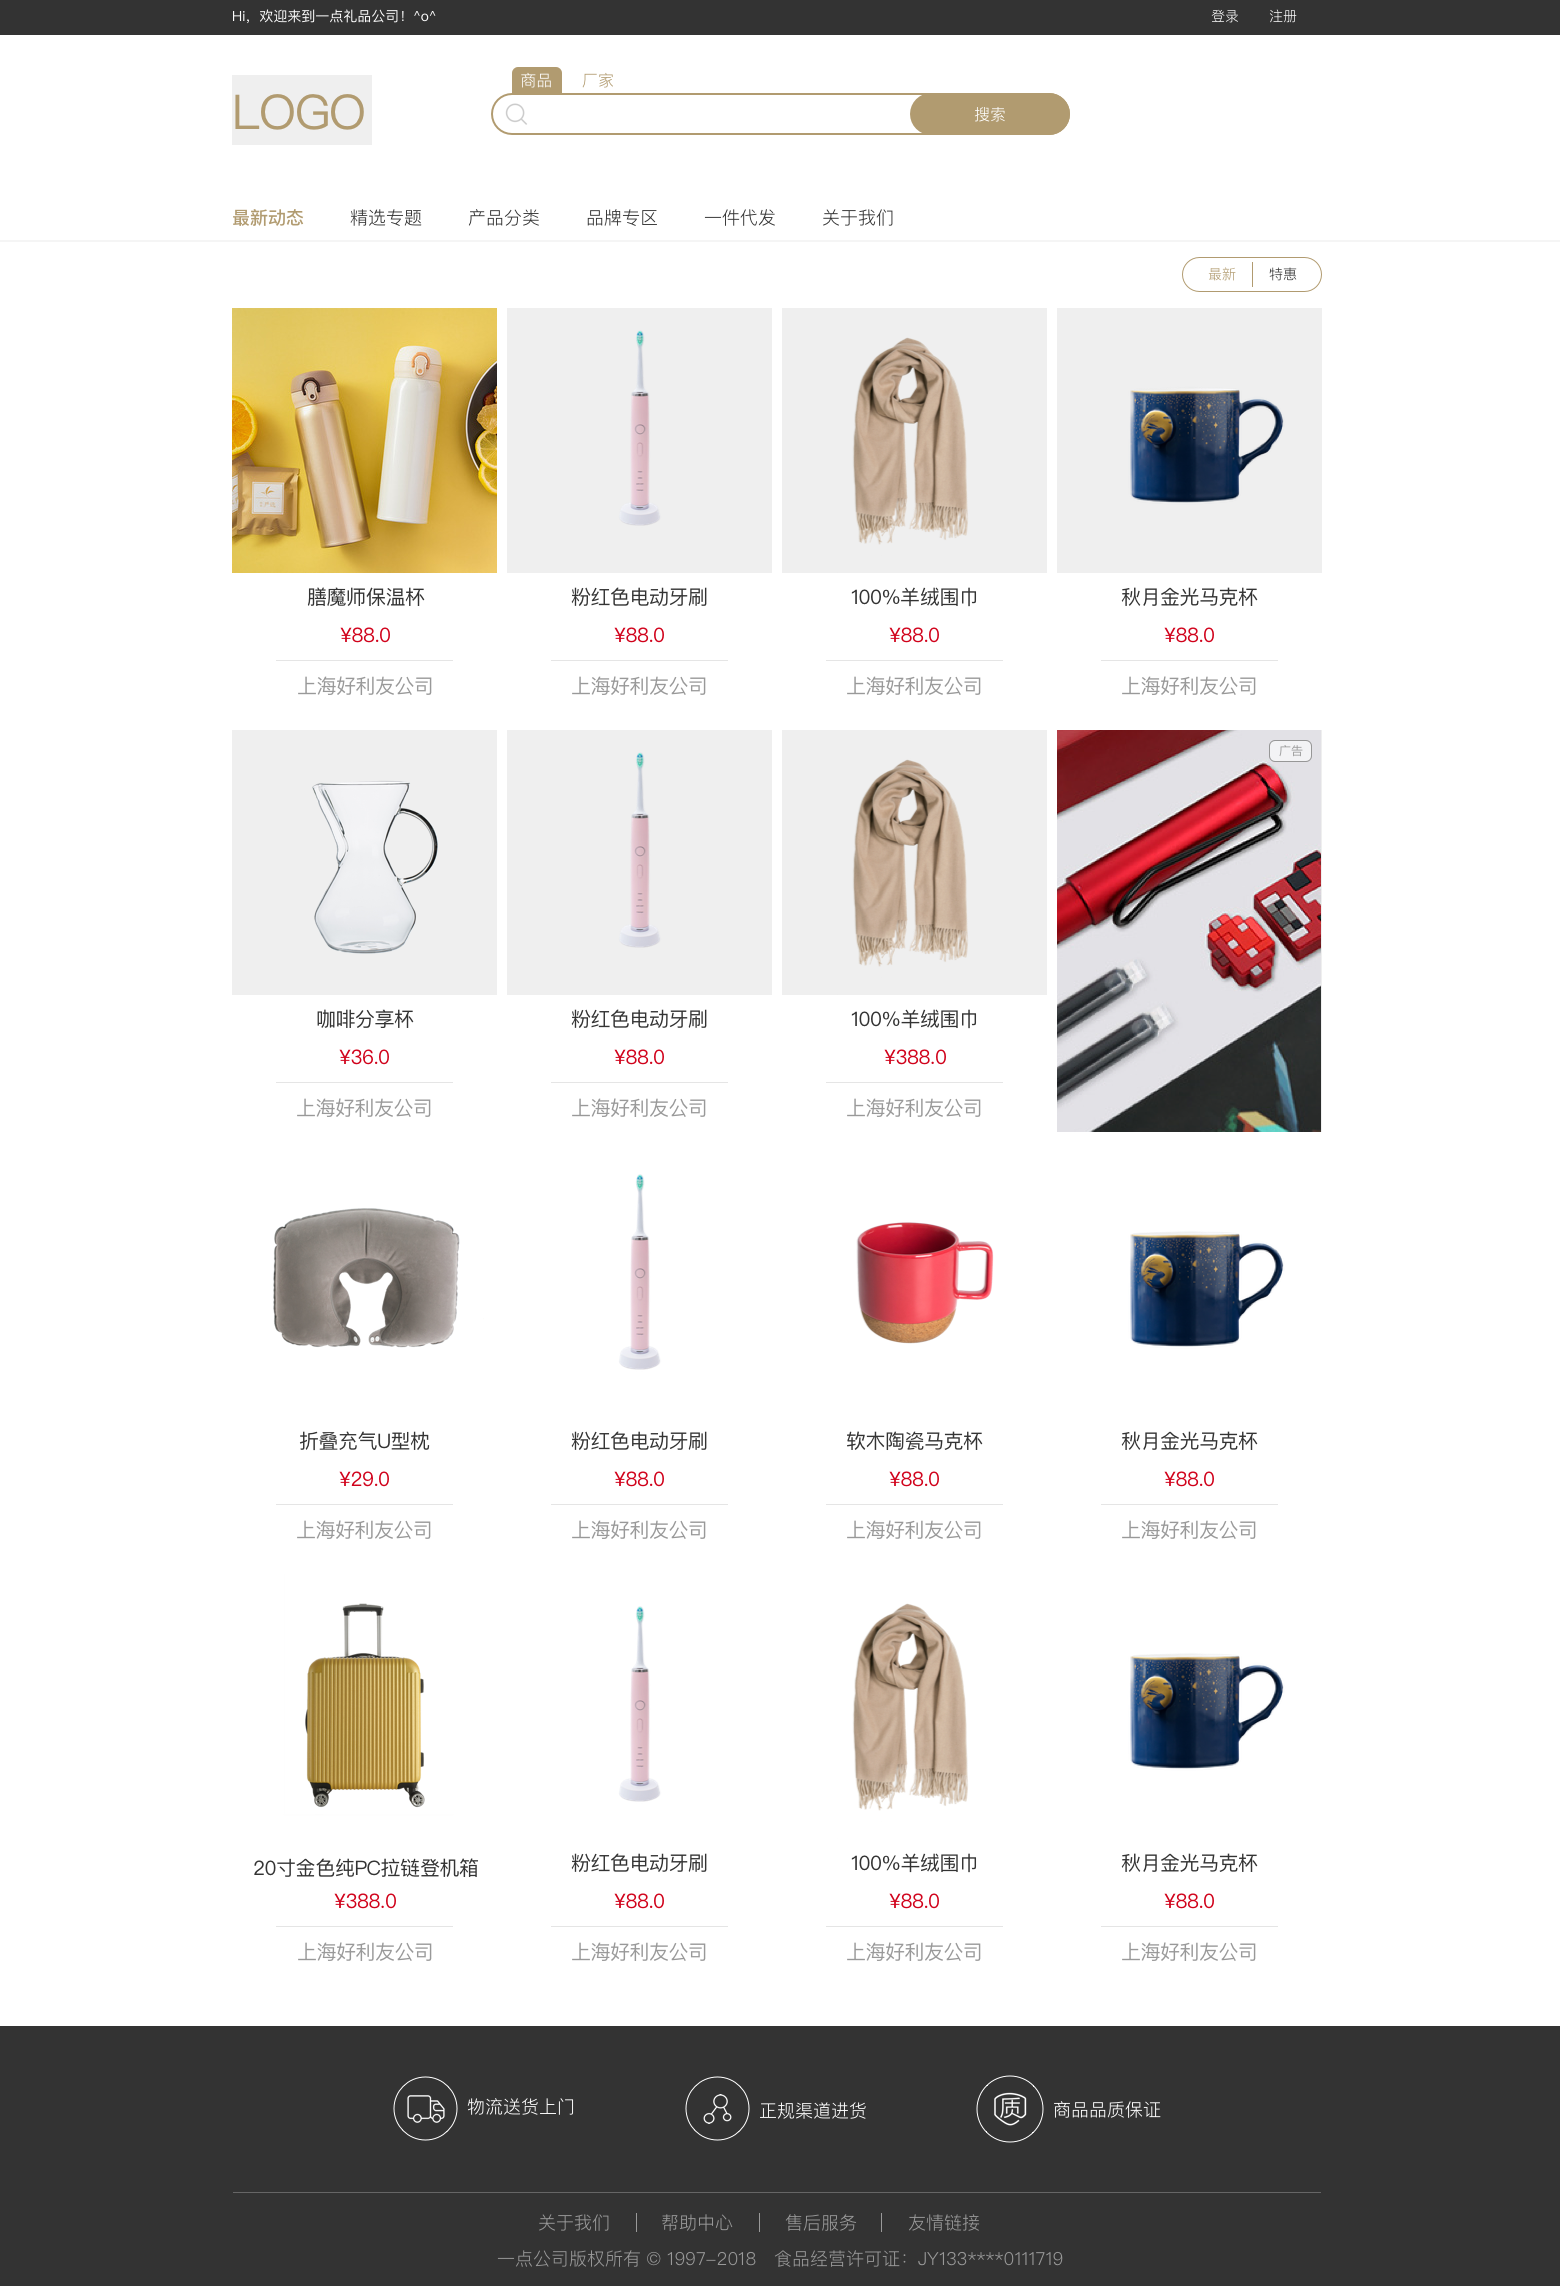 Hi，欢迎来到一点礼品公司！^o^ 登录 注册
商品 厂家
LOGO 搜索
最新动态 精选专题 产品分类 品牌专区 一件代发 关于我们
最新 特惠
膳魔师保温杯 粉红色电动牙刷 100%羊绒围巾 秋月金光马克杯
¥88.0 ¥88.0 ¥88.0 ¥88.0
上海好利友公司 上海好利友公司 上海好利友公司 上海好利友公司
广告
咖啡分享杯 粉红色电动牙刷 100%羊绒围巾
¥36.0 ¥88.0 ¥388.0
上海好利友公司 上海好利友公司 上海好利友公司
折叠充气U型枕 粉红色电动牙刷 软木陶瓷马克杯 秋月金光马克杯
¥29.0 ¥88.0 ¥88.0 ¥88.0
上海好利友公司 上海好利友公司 上海好利友公司 上海好利友公司
20寸金色纯PC拉链登机箱 粉红色电动牙刷 100%羊绒围巾 秋月金光马克杯
¥388.0 ¥88.0 ¥88.0 ¥88.0
上海好利友公司 上海好利友公司 上海好利友公司 上海好利友公司
物流送货上门 正规渠道进货 质 商品品质保证
关于我们 | 帮助中心 | 售后服务 | 友情链接
一点公司版权所有 © 1997-2018 食品经营许可证：JY133****0111719